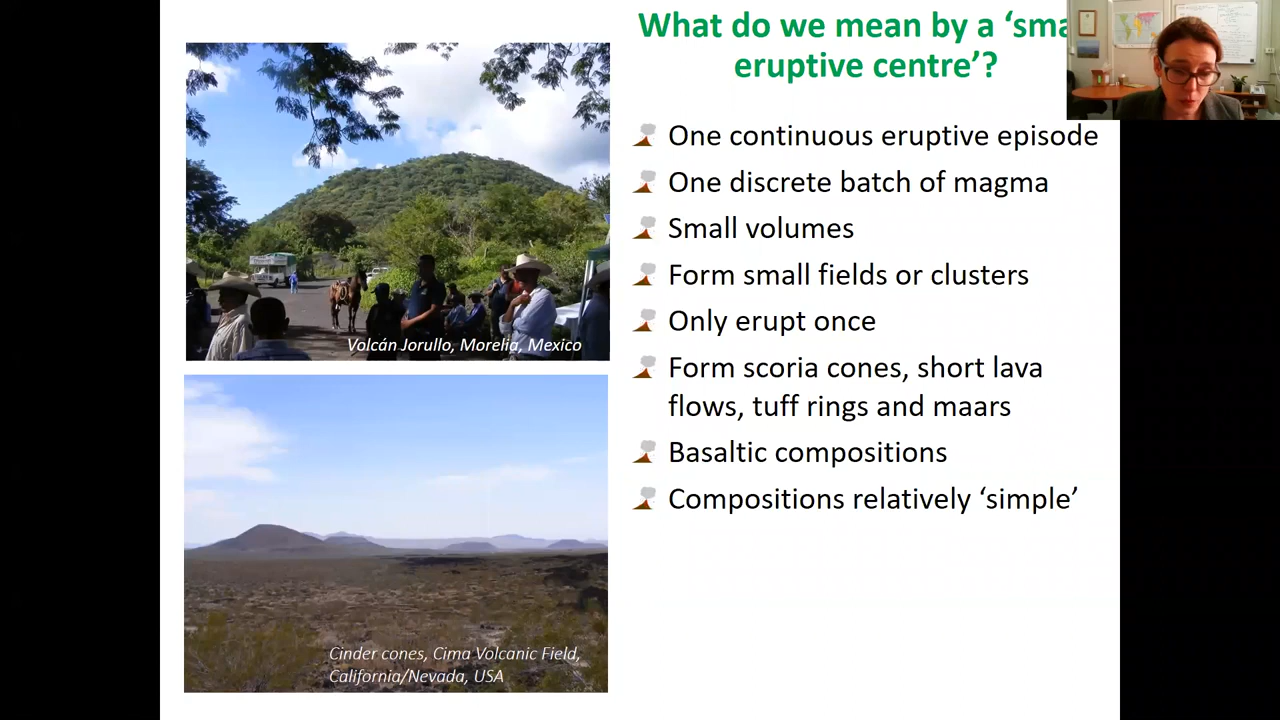 What do we mean by a ‘sma
eruptive centre’?
One continuous eruptive episode
One discrete batch of magma
Small volumes
Form small fields or clusters
Only erupt once
Form scoria cones, short lava
flows, tuff rings and maars
Basaltic compositions
Compositions relatively ‘simple’
Volcán Jorullo, Morelia, Mexico
Cinder cones, Cima Volcanic Field,
California/Nevada, USA